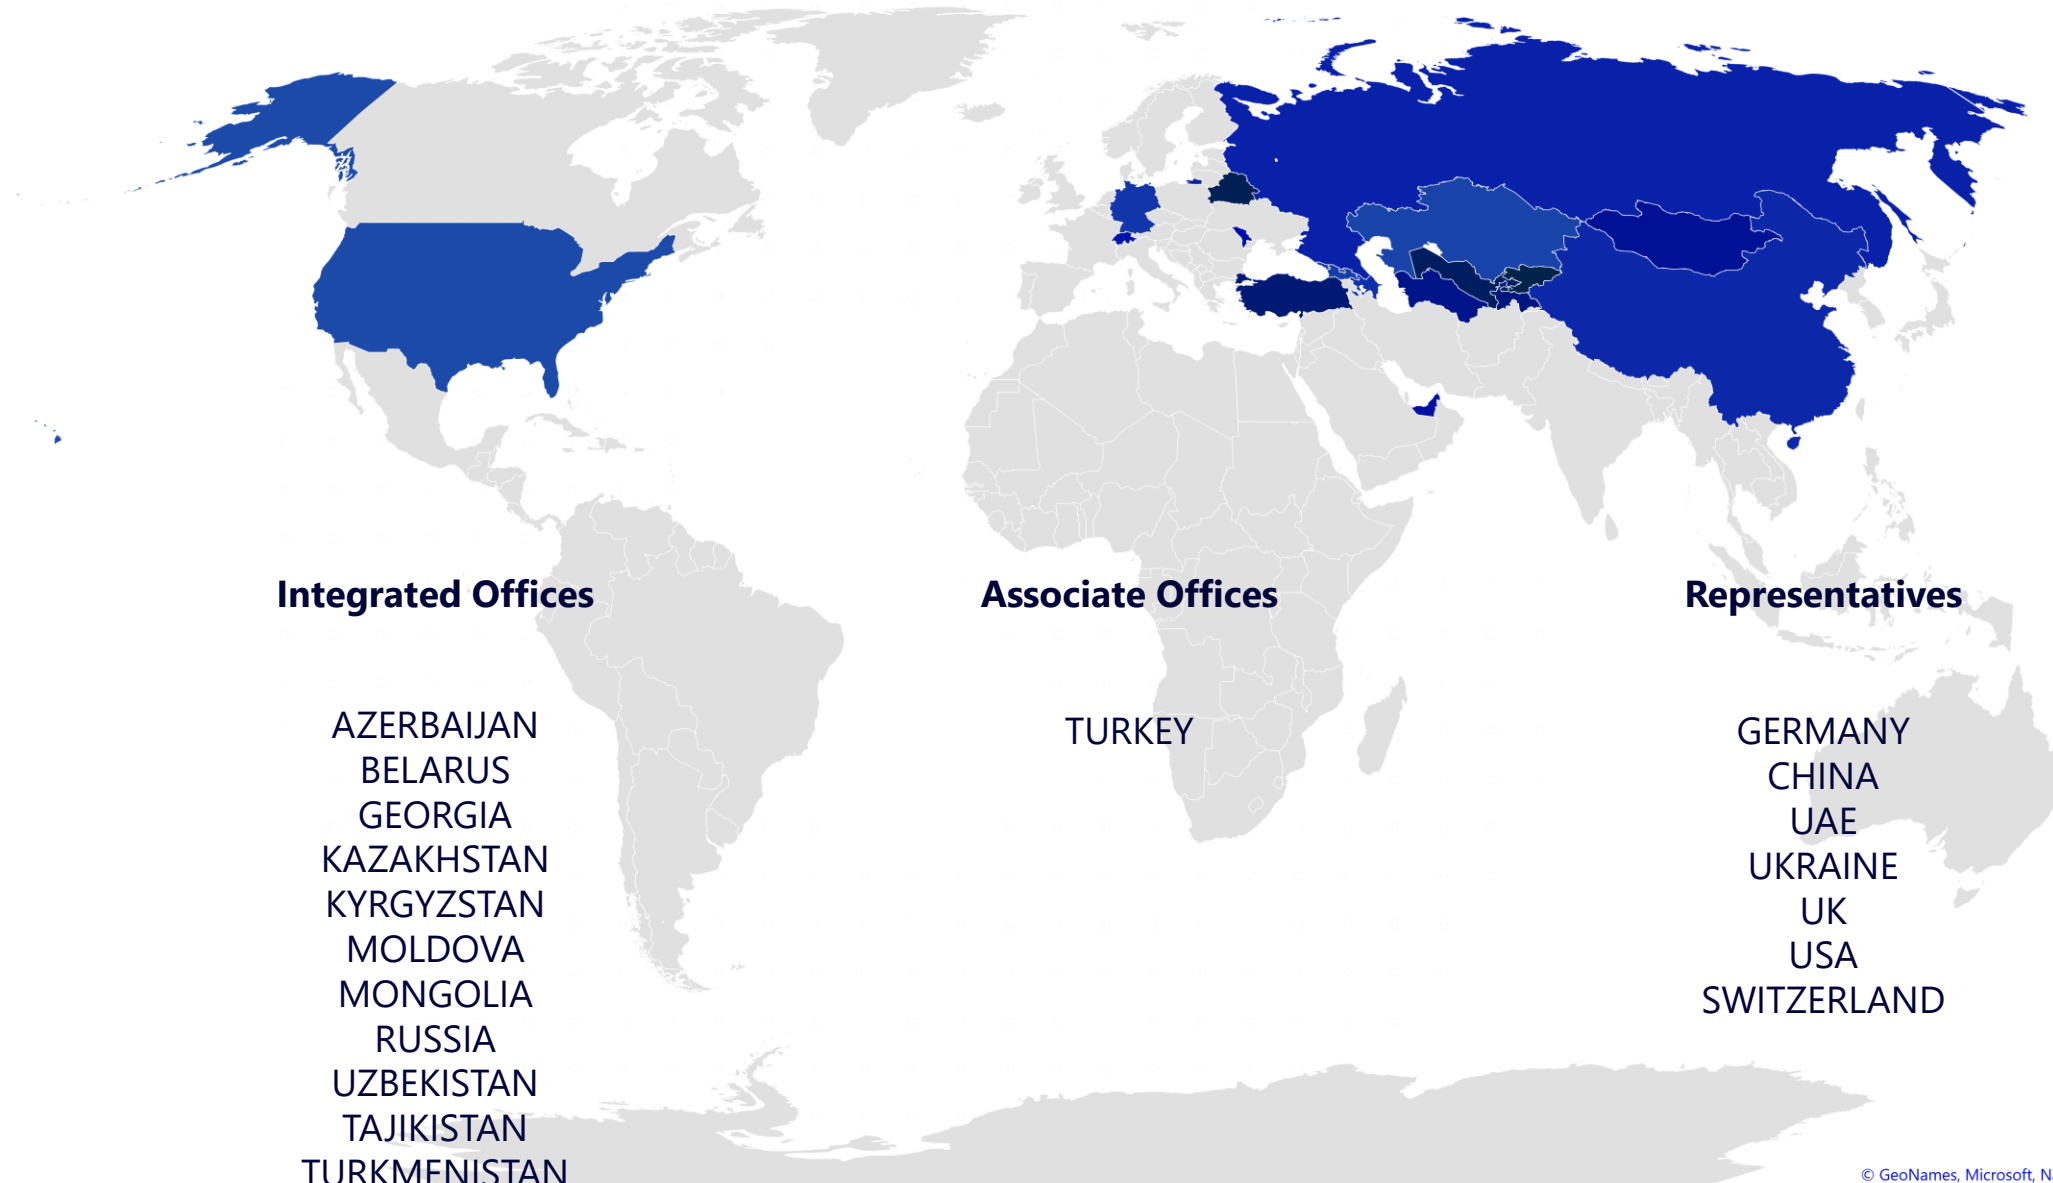 Integrated Offices
AZERBAIJAN
BELARUS
GEORGIA
KAZAKHSTAN
KYRGYZSTAN
MOLDOVA
MONGOLIA
RUSSIA
UZBEKISTAN
TAJIKISTAN
TURKMENISTAN
Associate Offices
TURKEY
Representatives
GERMANY
CHINA
UAE
UKRAINE
UK
USA
SWITZERLAND
© GeoNames, Microsoft,